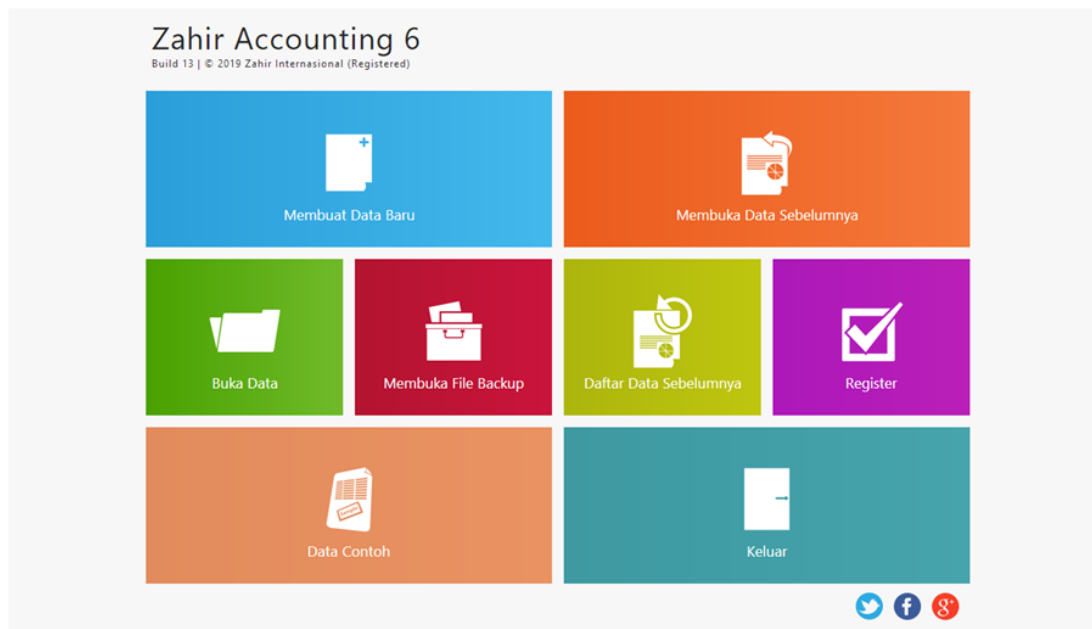 Zahir Accounting 6
Build 13 | © 2019 Zahir Internasional (Registered)
Membuat Data Baru
Membuka Data Sebelumnya
Buka Data
Membuka File Backup
Daftar Data Sebelumnya
Register
Sample
Data Contoh
Keluar